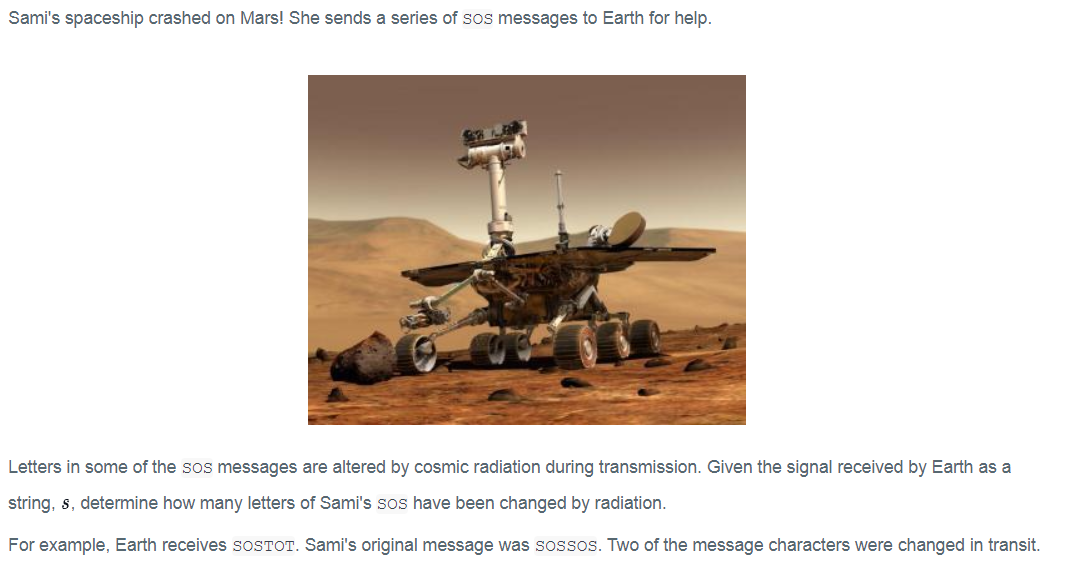 Sami's spaceship crashed on Mars! She sends a series of SOS messages to Earth for help.
Letters in some of the SOS messages are altered by cosmic radiation during transmission. Given the signal received by Earth as a
string, s, determine how many letters of Sami's SOS have been changed by radiation.
For example, Earth receives SOSTOT. Sami's original message was SOSSOS. Two of the message characters were changed in transit.